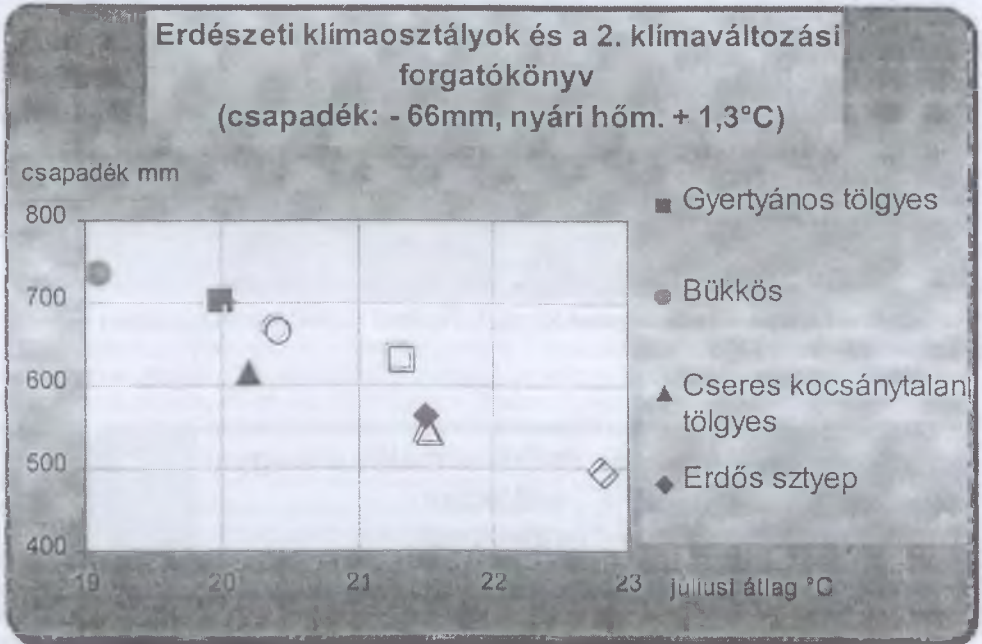 Erdészeti klímaosztályok és a 2. klímaváltozási
forgatókönyv
(csapadék: - 66mm, nyári hőm. + 1,3°C)
csapadék mm
800
700
600
500
400
19
20
21
22
23
juliusi átlag °C
Gyertyános tölgyes
Bükkös
Cseres kocsánytalan
tölgyes
Erdős sztyep